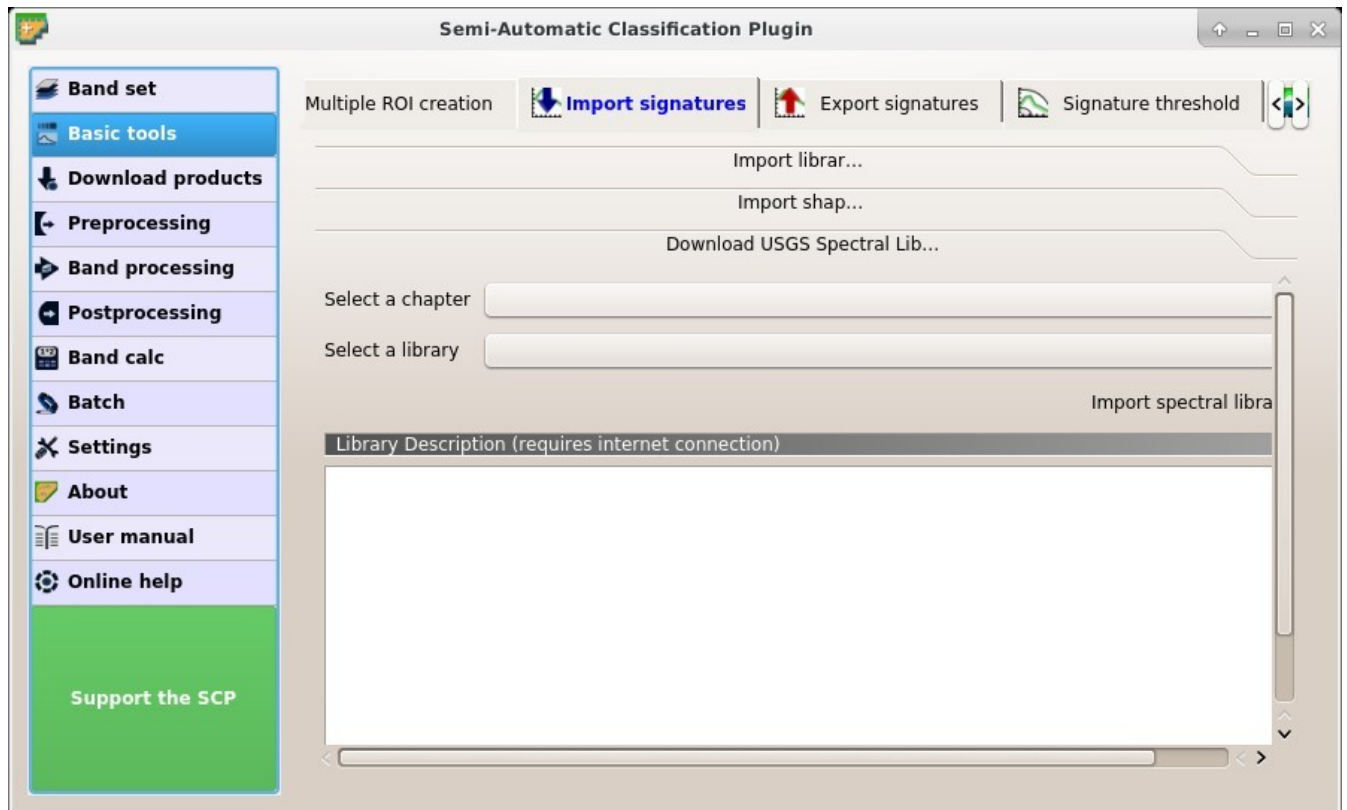 Semi-Automatic Classification Plugin
Band set
Basic tools
Download products
Preprocessing
Band processing
Postprocessing
Band calc
Batch
Settings
About
User manual
Online help
Support the SCP
Multiple ROI creation
Import signatures
Export signatures
Signature threshold
Import librar...
Import shap...
Download USGS Spectral Lib...
Select a chapter
Select a library
Import spectral libra
Library Description (requires internet connection)